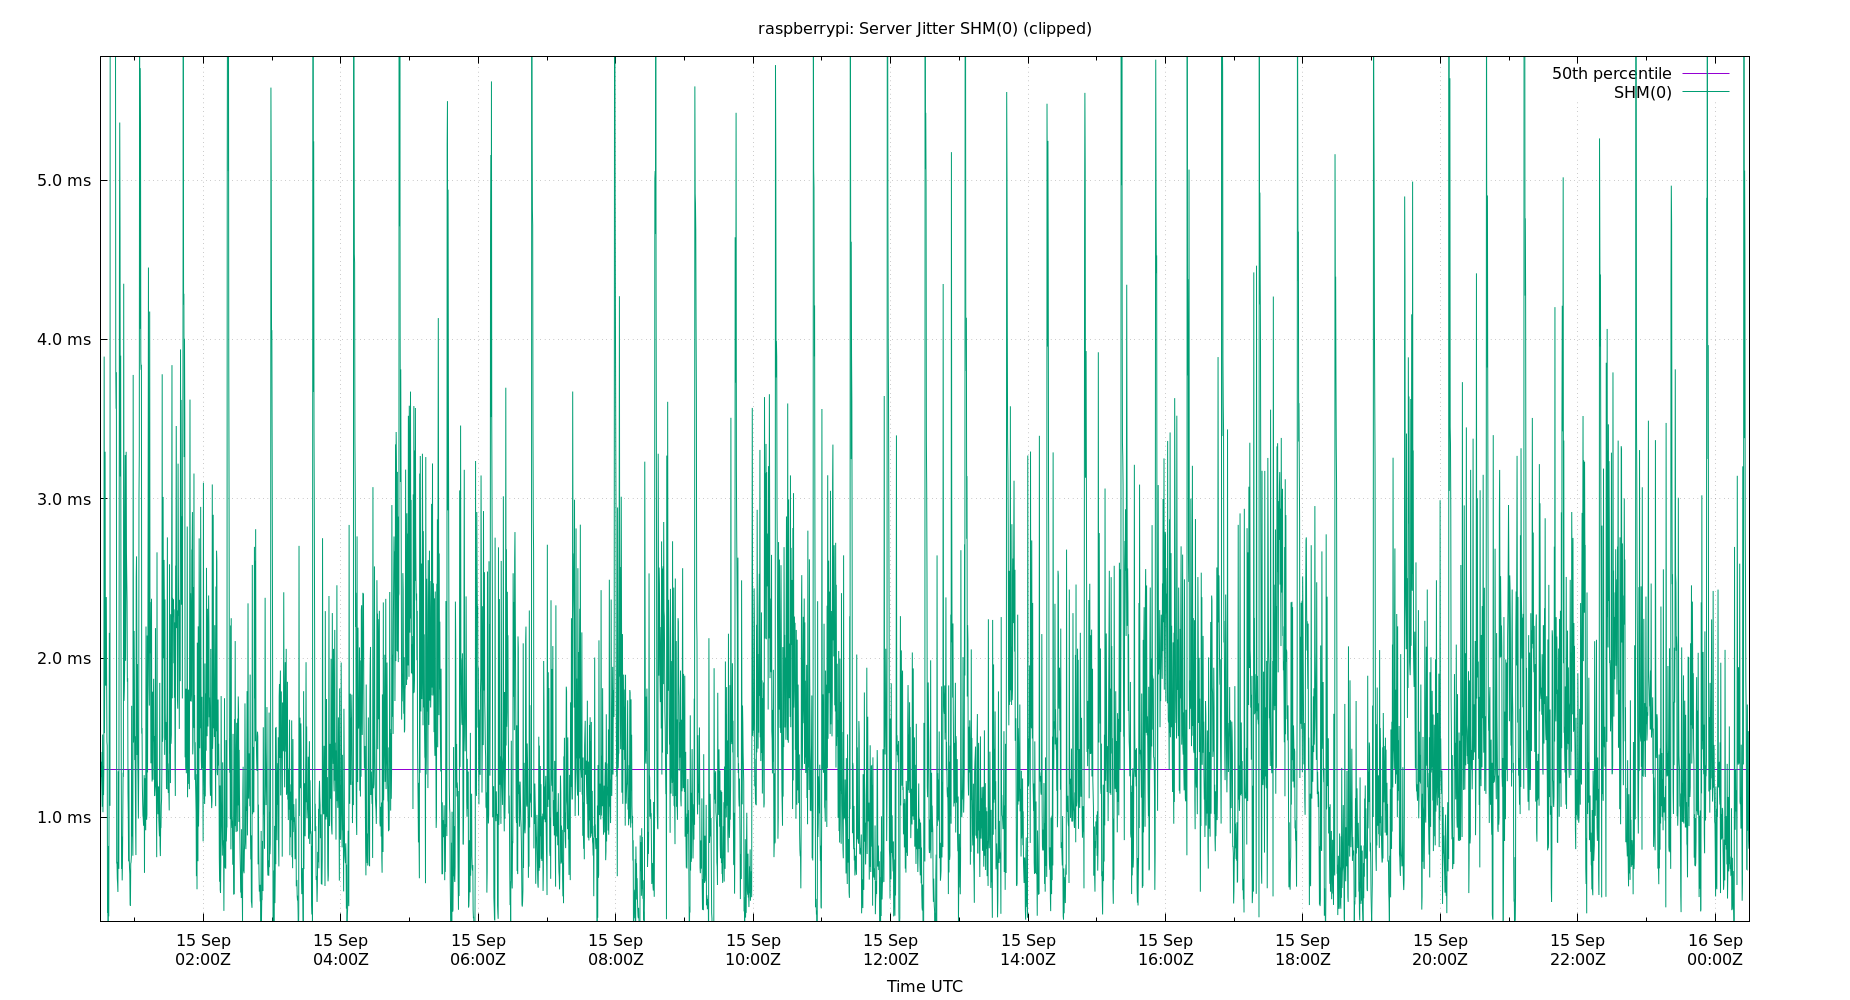 raspberrypi: Server Jitter SHM(0) (clipped)
50th percentile
SHM(0)
5.0 ms
4.0 ms
3.0 ms
2.0 ms
1.0 ms
15 Sep 15 Sep 15 Sep 15 Sep 15 Sep 15 Sep 15 Sep 15 Sep 15 Sep 15 Sep 15 Sep 16 Sep
02:00Z 04:00Z 06:00Z 08:00Z 10:00Z 12:00Z 14:00Z 16:00Z 18:00Z 20:00Z 22:00Z 00:00Z
Time UTC